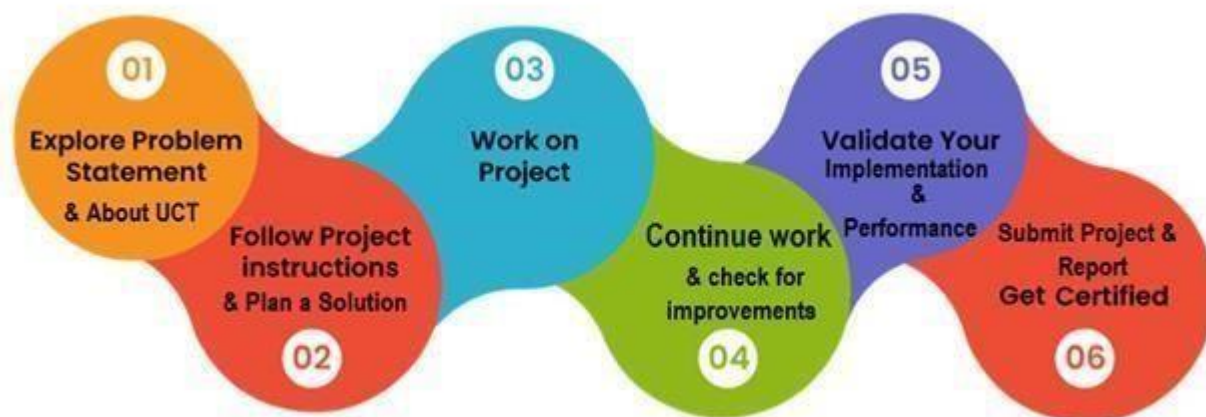 01
Explore Problem
Statement
& About UCT
Follow Project
instructions
& Plan a Solution
02
03
Work on
Project
Continue work
& check for
improvements
04
05
Validate Your
Implementation
&
Performance
Submit Project &
Report
Get Certified
06